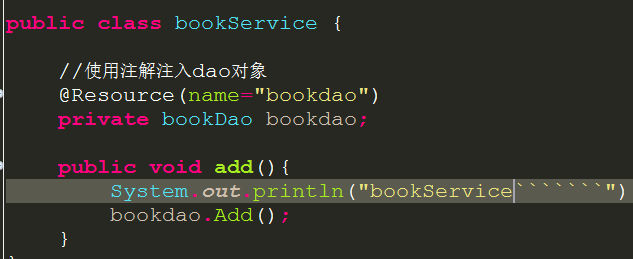 public class bookService {
//使用注解注入dao对象
@Resource(name="bookdao")
private bookDao bookdao;
public void add(){
System.out.println("bookService```````")
bookdao.Add();
}
}